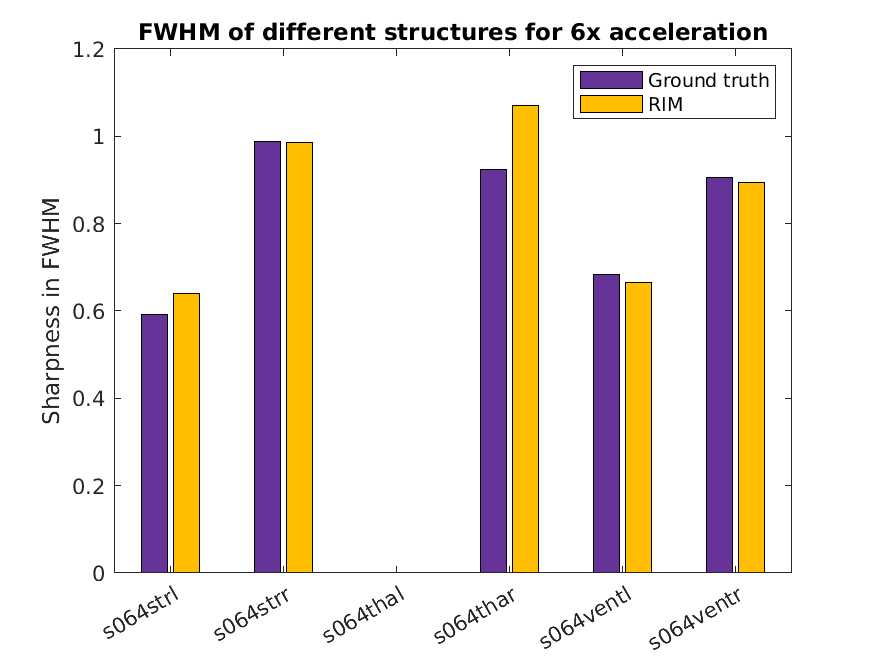 FWHM of different structures for 6x acceleration
Ground truth
RIM
Sharpness in FWHM
1.2
1
0.8
0.6
0.4
0.2
0
s064strl
s064strr
s064thal
s064thar
s064ventl
s064ventr